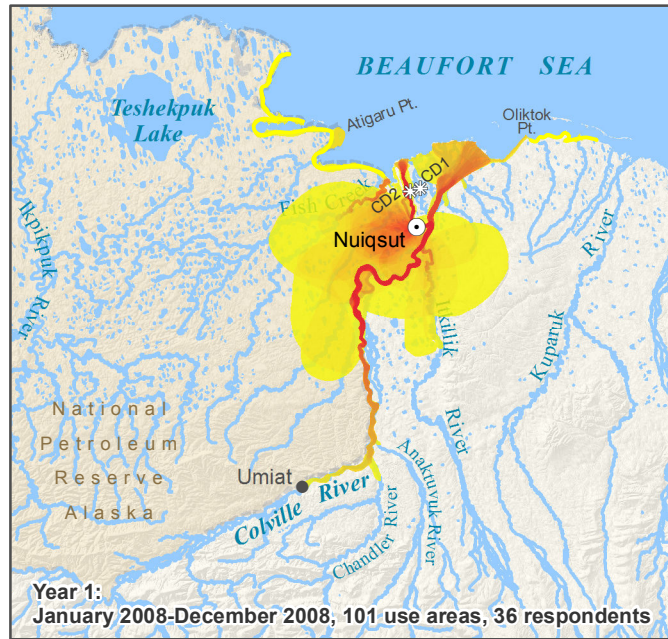 BEAUFORT SEA
Teshekpuk
Lake
Atigaru Pt.
Oliktok
Pt.
CD1
CD2
Fish Creek
Nuiqsut
Ikpikpuk River
Itkillik River
Kuparuk River
National
Petroleum
Reserve
Alaska
Umiat
Colville River
Anaktuvuk River
Chandler River
Year 1:
January 2008-December 2008, 101 use areas, 36 respondents